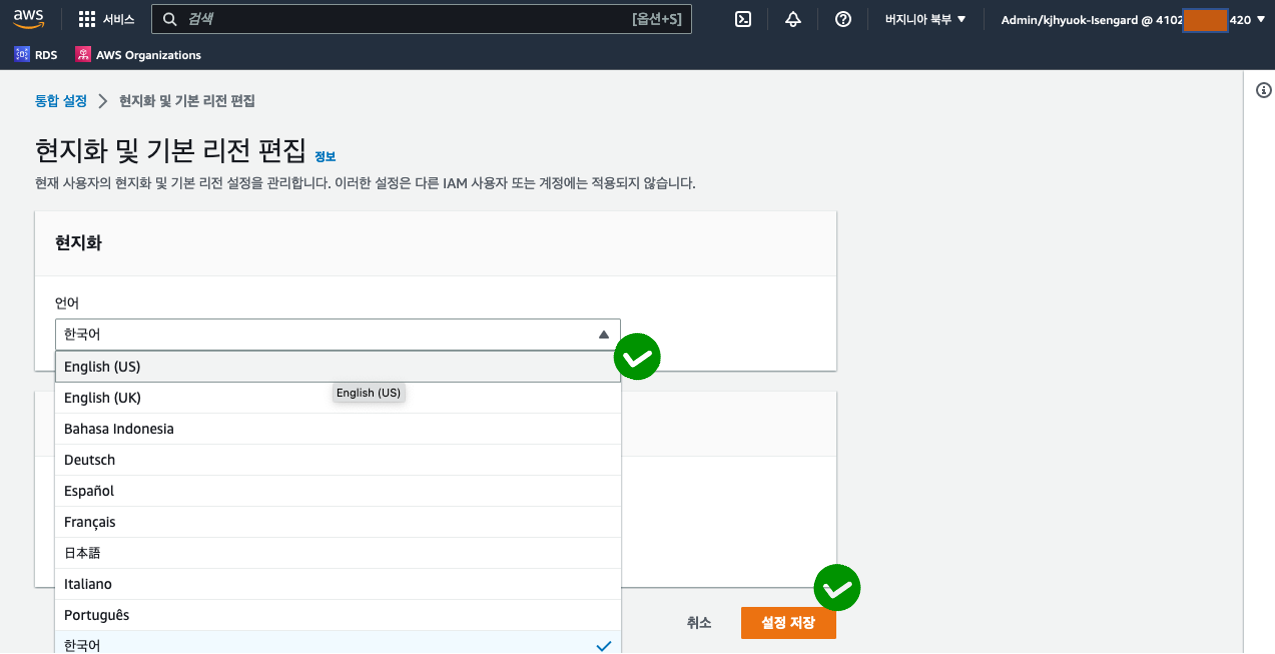 aws 서비스 검색 [옵션+S] 버지니아 북부 Admin/kjhyuok-Isengard @ 4102 420
RDS AWS Organizations
통합 설정 현지화 및 기본 리전 편집
현지화 및 기본 리전 편집 정보
현재 사용자의 현지화 및 기본 리전 설정을 관리합니다. 이러한 설정은 다른 IAM 사용자 또는 계정에는 적용되지 않습니다.
현지화
언어
한국어
English (US)
English (US)
English (UK)
Bahasa Indonesia
Deutsch
Español
Français
日本語
Italiano
Português
취소 설정 저장
한국어